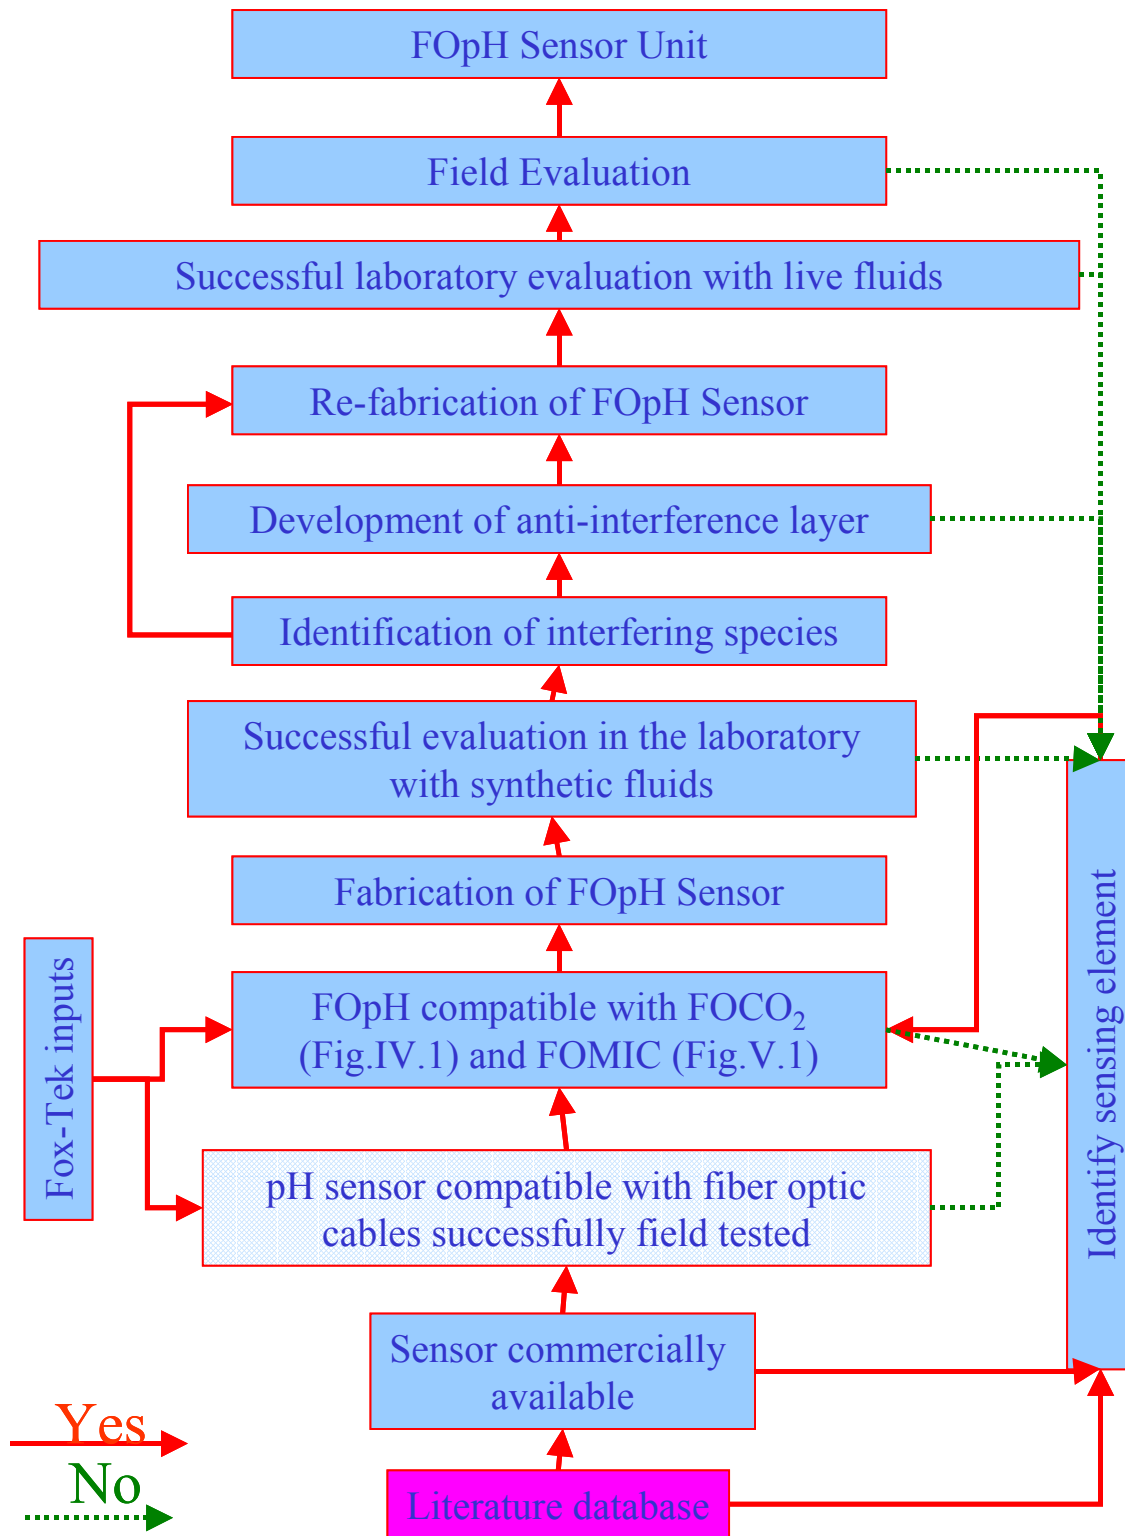 FOpH Sensor Unit
Field Evaluation
Successful laboratory evaluation with live fluids
Re-fabrication of FOpH Sensor
Development of anti-interference layer
Identification of interfering species
Successful evaluation in the laboratory
with synthetic fluids
Fabrication of FOpH Sensor
Fox-Tek inputs
FOpH compatible with FOCO₂
(Fig.IV.1) and FOMIC (Fig.V.1)
Identify sensing element
pH sensor compatible with fiber optic
cables successfully field tested
Sensor commercially
available
Literature database
Yes
No